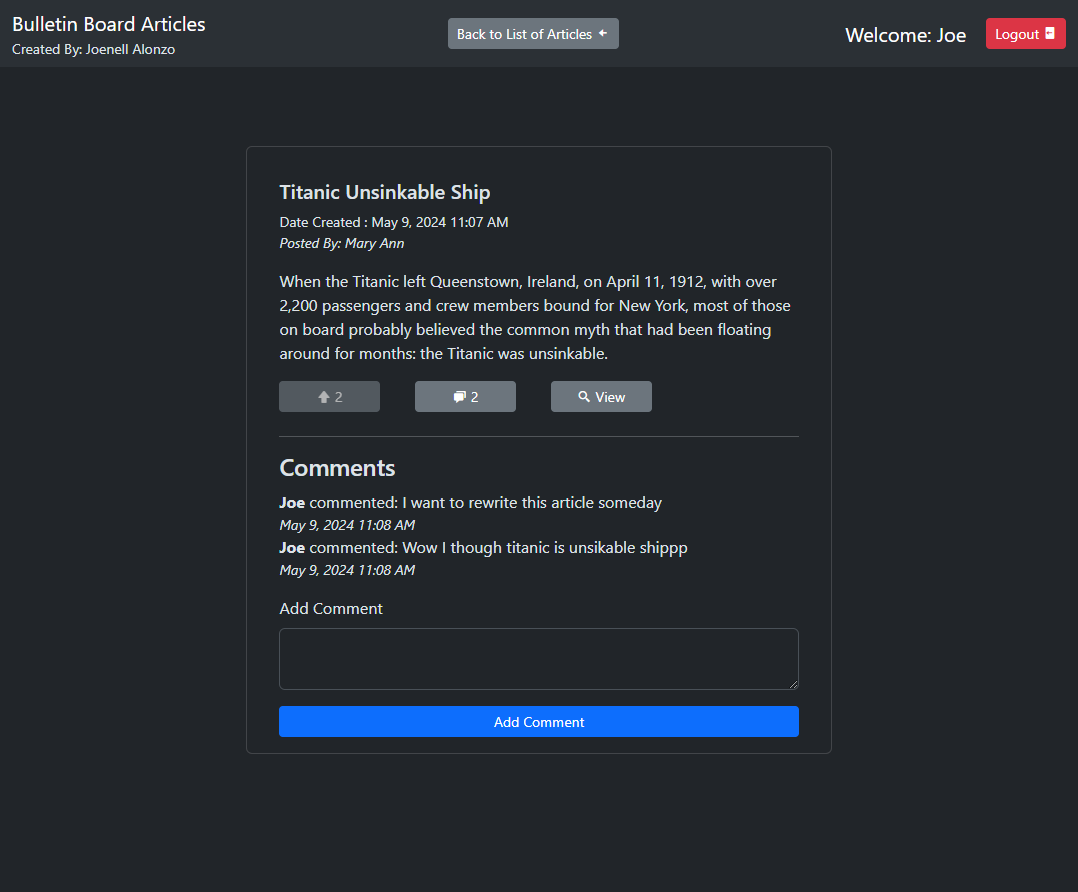 Bulletin Board Articles
Created By: Joenell Alonzo
Back to List of Articles
Welcome: Joe
Logout
Titanic Unsinkable Ship
Date Created : May 9, 2024 11:07 AM
Posted By: Mary Ann
When the Titanic left Queenstown, Ireland, on April 11, 1912, with over
2,200 passengers and crew members bound for New York, most of those
on board probably believed the common myth that had been floating
around for months: the Titanic was unsinkable.
2
2
View
Comments
Joe commented: I want to rewrite this article someday
May 9, 2024 11:08 AM
Joe commented: Wow I though titanic is unsikable shippp
May 9, 2024 11:08 AM
Add Comment
Add Comment